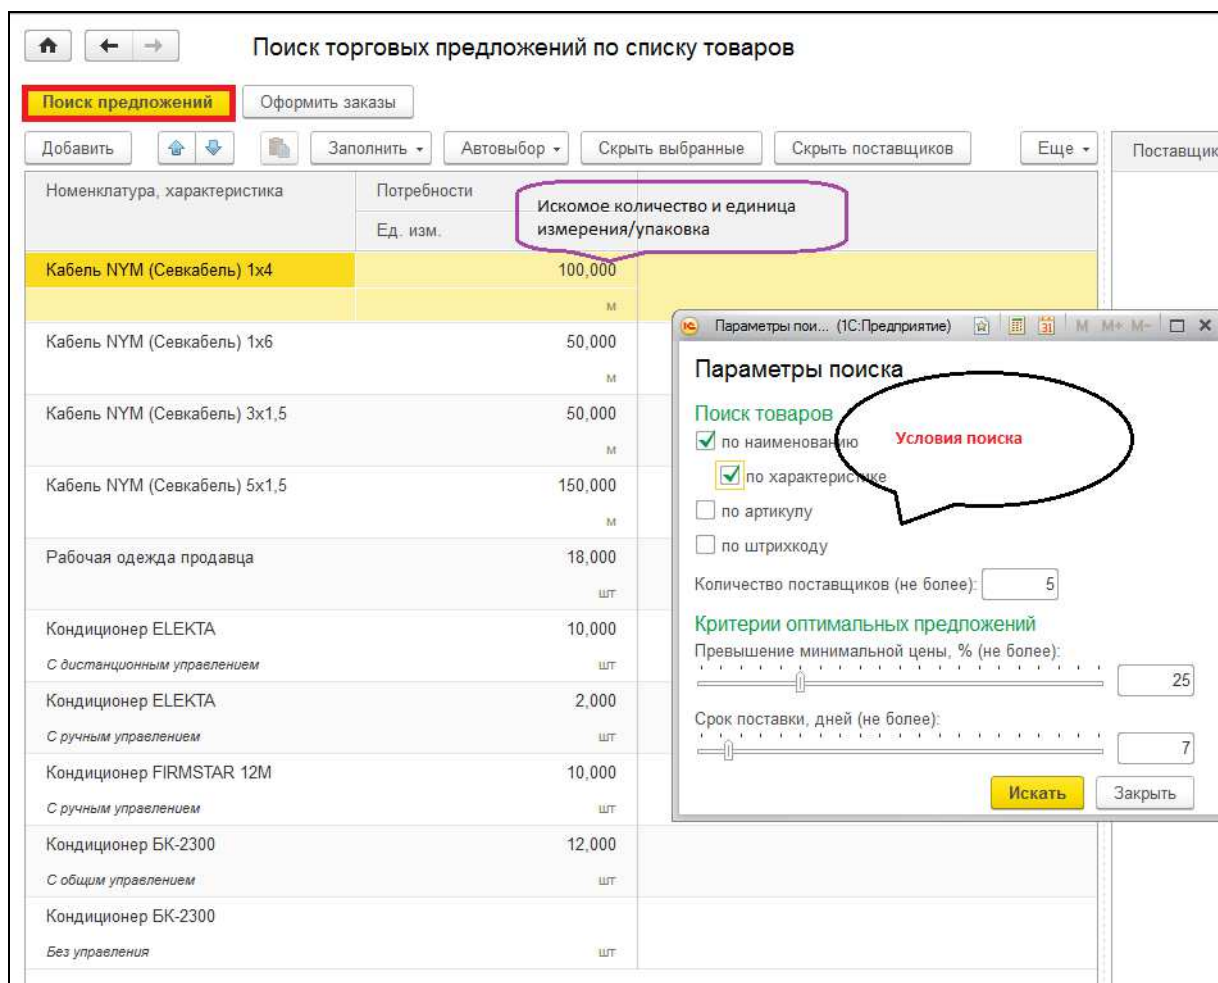 Поиск торговых предложений по списку товаров
Поиск предложений
Оформить заказы
Добавить
Заполнить
Автовыбор
Скрыть выбранные
Скрыть поставщиков
Еще
Поставщик
Номенклатура, характеристика
Потребности
Ед. изм.
Искомое количество и единица
измерения/упаковка
Кабель NYM (Севкабель) 1х4 100,000
м
Кабель NYM (Севкабель) 1х6 50,000
м
Кабель NYM (Севкабель) 3х1,5 50,000
м
Кабель NYM (Севкабель) 5х1,5 150,000
м
Рабочая одежда продавца 18,000
шт
Кондиционер ELEKTA 10,000
С дистанционным управлением шт
Кондиционер ELEKTA 2,000
С ручным управлением шт
Кондиционер FIRMSTAR 12М 10,000
С ручным управлением шт
Кондиционер БК-2300 12,000
С общим управлением шт
Кондиционер БК-2300
Без управления шт
Параметры пои... (1С:Предприятие) 31 M M+ M-
Параметры поиска
Поиск товаров
по наименованию
по характеристике
по артикулу
по штрихкоду
Условия поиска
Количество поставщиков (не более): 5
Критерии оптимальных предложений
Превышение минимальной цены, % (не более):
25
Срок поставки, дней (не более):
7
Искать
Закрыть